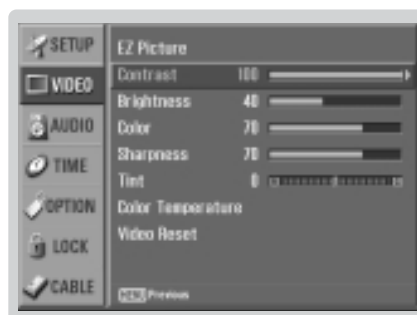 SETUP
VIDEO
AUDIO
TIME
OPTION
LOCK
CABLE
EZ Picture
Contrast 100
Brightness 40
Color 70
Sharpness 70
Tint 0
Color Temperature
Video Reset
MENU Previous